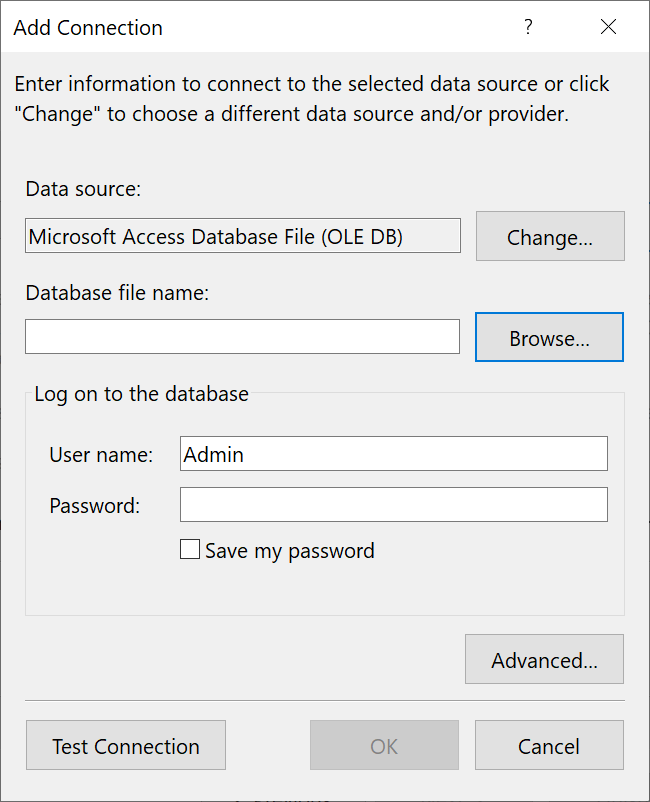 Add Connection
?
Enter information to connect to the selected data source or click
"Change" to choose a different data source and/or provider.
Data source:
Microsoft Access Database File (OLE DB)
Change...
Database file name:
Browse...
Log on to the database
User name:
Admin
Password:
Save my password
Advanced...
Test Connection
OK
Cancel